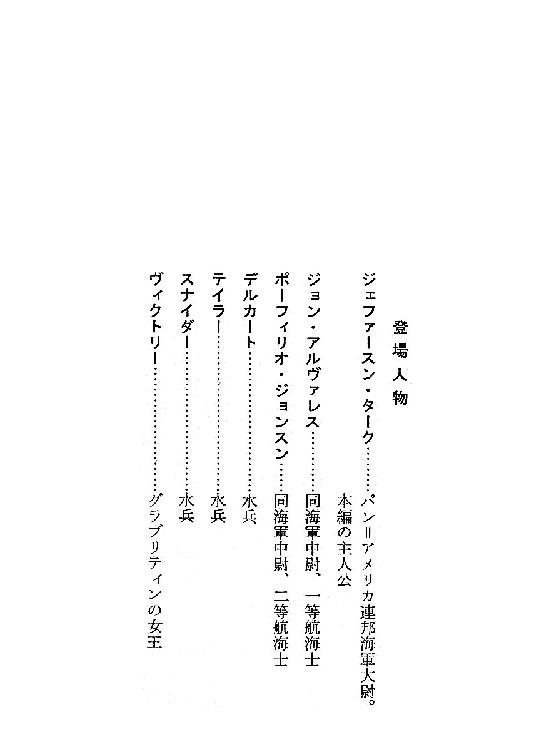 登場人物
ジェファースン・ターク………パン=アメリカ連邦海軍大尉。
本編の主人公
ジョン・アルヴァレス…………同海軍中尉、一等航海士
ポーフィリオ・ジョンスン……同海軍中尉、二等航海士
デルカート……………………………水兵
テイラー………………………………水兵
スナイダー……………………………水兵
ヴィクトリー…………………………グラブリティンの女王